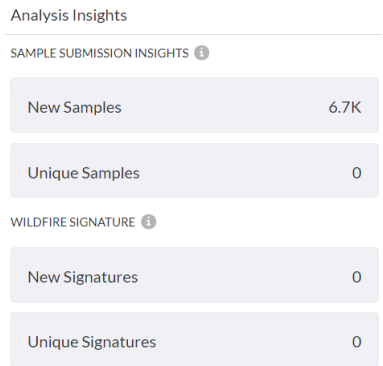 Analysis Insights
SAMPLE SUBMISSION INSIGHTS i
New Samples 6.7K
Unique Samples 0
WILDFIRE SIGNATURE i
New Signatures 0
Unique Signatures 0